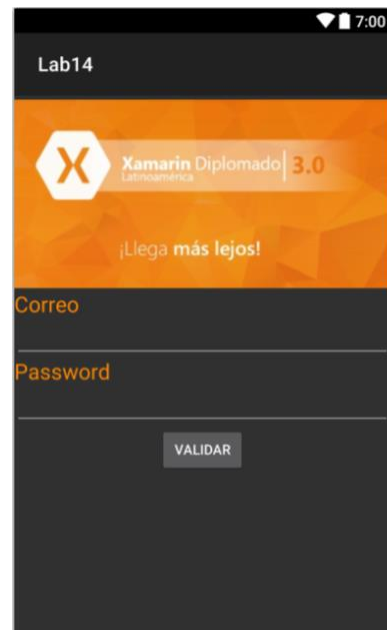 7:00
Lab14
X Xamarin Diplomado 3.0
Latinoamérica
¡Llega más lejos!
Correo
Password
VALIDAR